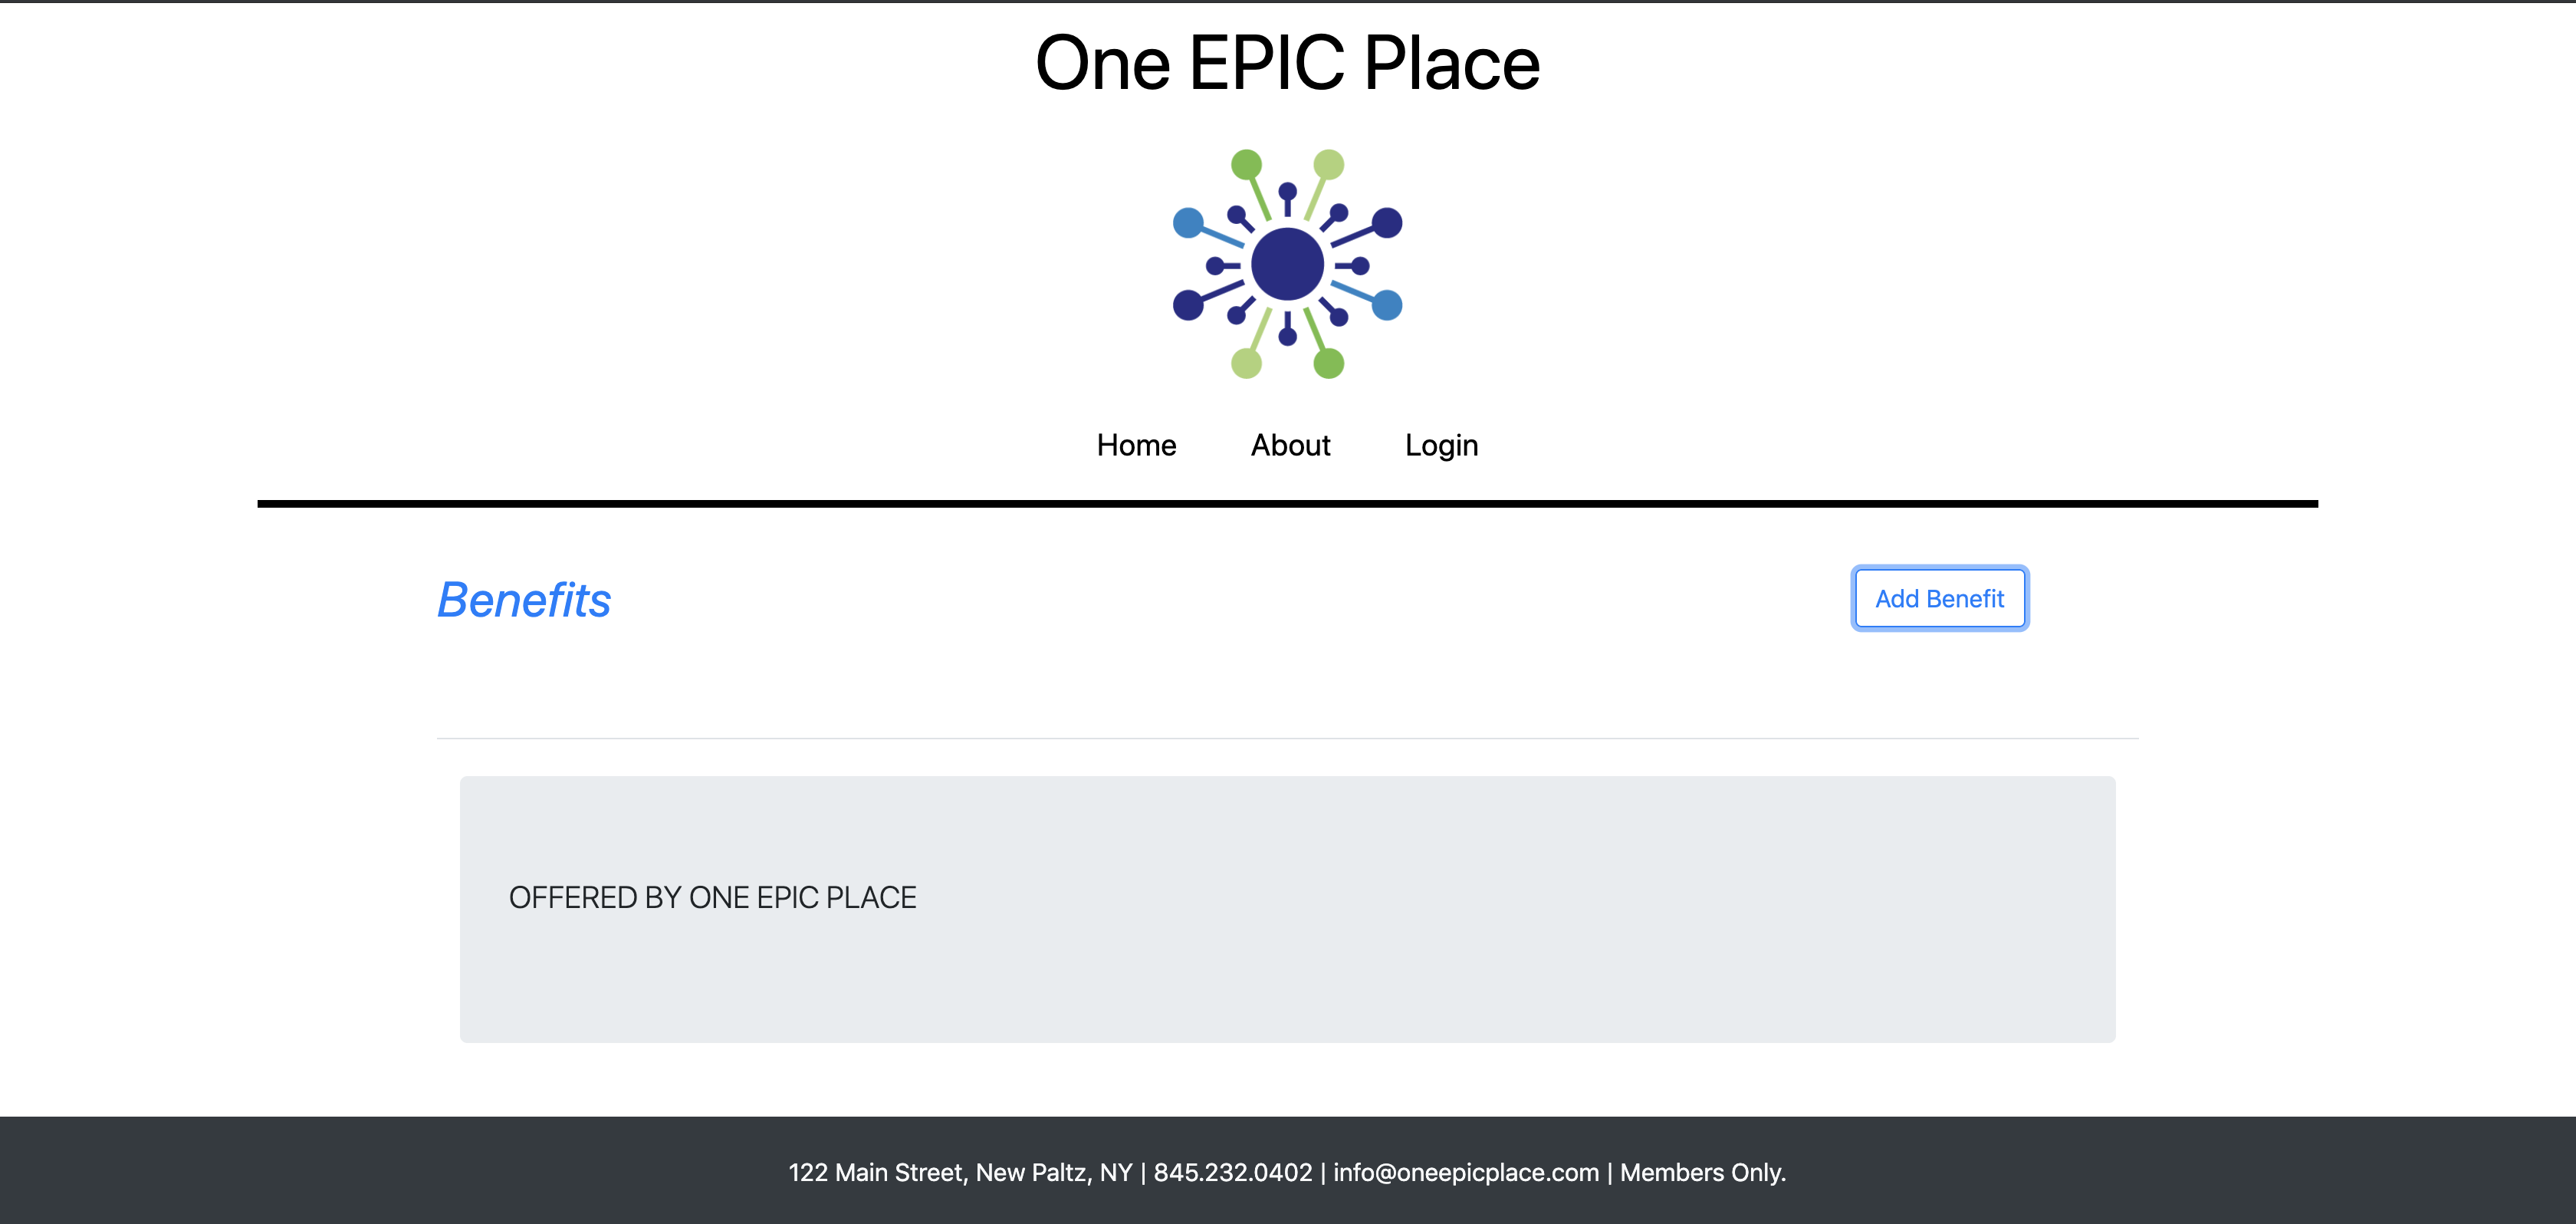 One EPIC Place
Home About Login
Benefits Add Benefit
OFFERED BY ONE EPIC PLACE
122 Main Street, New Paltz, NY | 845.232.0402 | info@oneepicplace.com | Members Only.